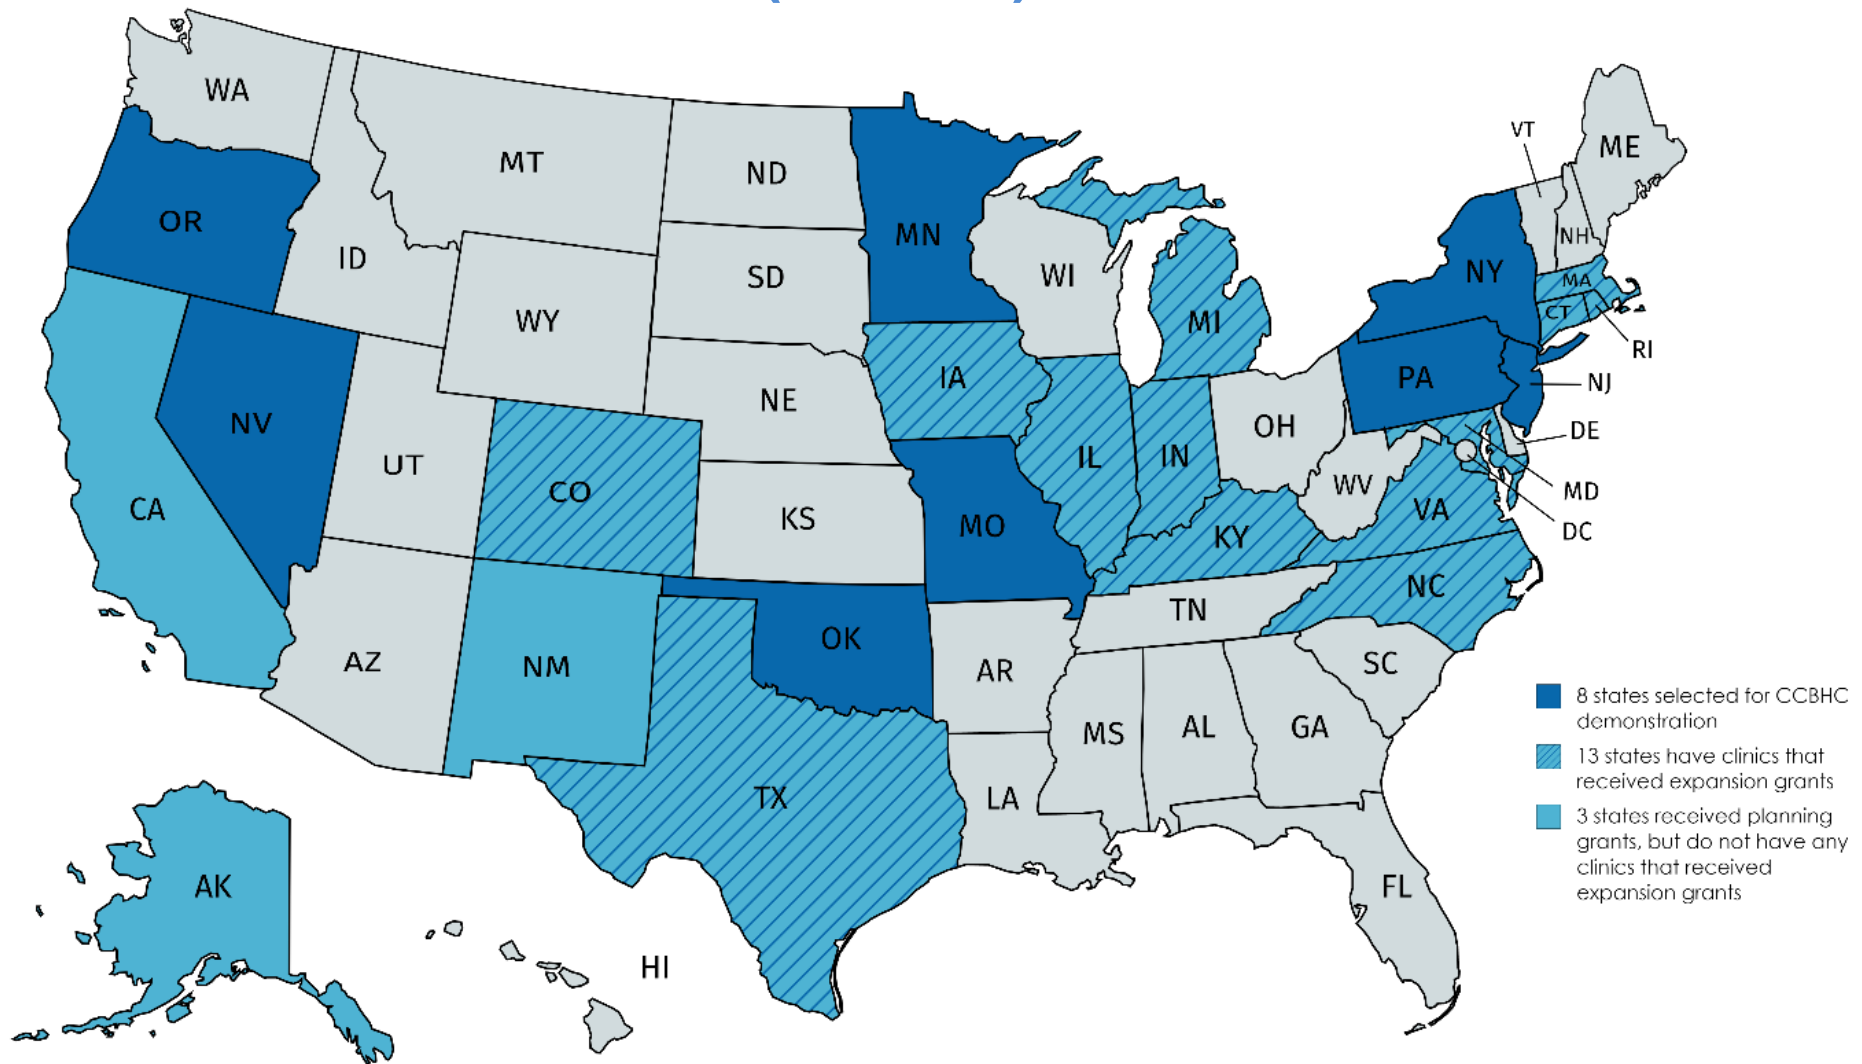 WA
MT
ND
MN
VT
ME
OR
ID
SD
WI
NH
NY
MA
WY
MI
CT
RI
IA
PA
NJ
NV
NE
OH
DE
UT
CO
IL
IN
WV
MD
CA
KS
MO
KY
VA
DC
NC
TN
AZ
NM
OK
AR
SC
MS
AL
GA
LA
TX
AK
FL
HI
8 states selected for CCBHC
demonstration
13 states have clinics that
received expansion grants
3 states received planning
grants, but do not have any
clinics that received
expansion grants